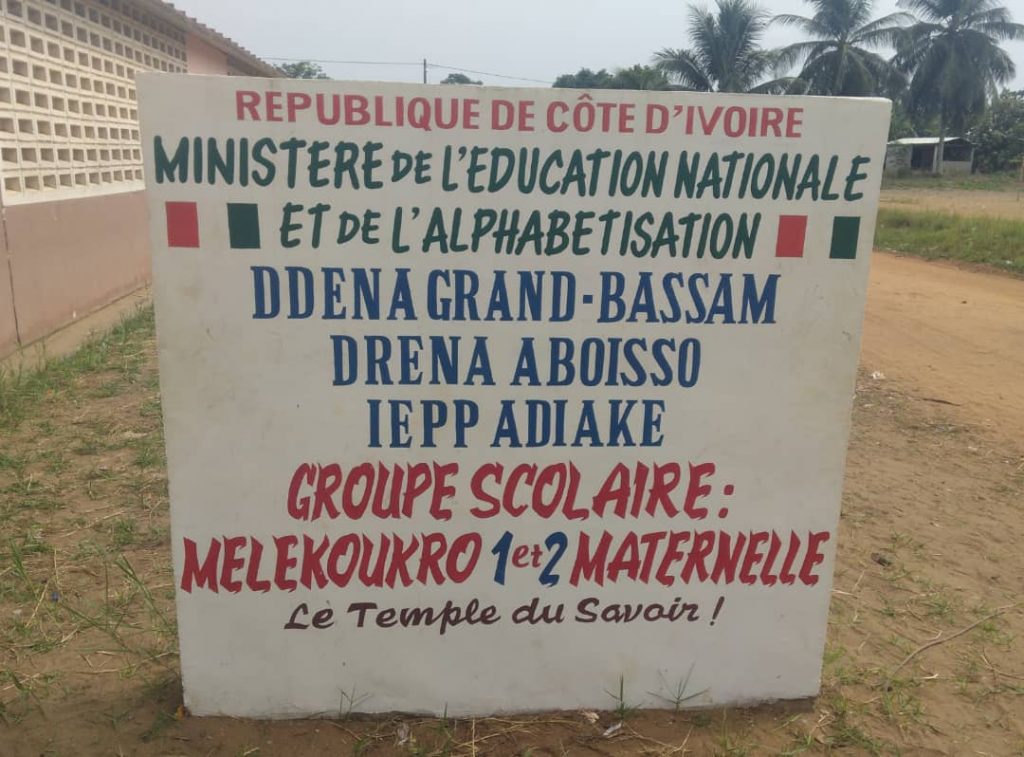 REPUBLIQUE DE CÔTE D'IVOIRE
MINISTERE DE L'EDUCATION NATIONALE
ET DE L'ALPHABETISATION
DDENA GRAND-BASSAM
DRENA ABOISSO
IEPP ADIAKE
GROUPE SCOLAIRE:
MELEKOUKRO 1 et 2 MATERNELLE
Le Temple du Savoir!